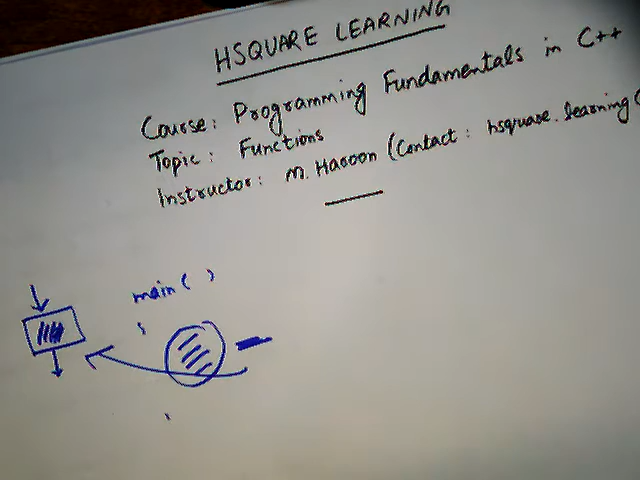 HSQUARE LEARNING
Course: Programming Fundamentals in C++
Topic: Functions
Instructor: M. Haroon (Contact: hsquare.learning@
main( )